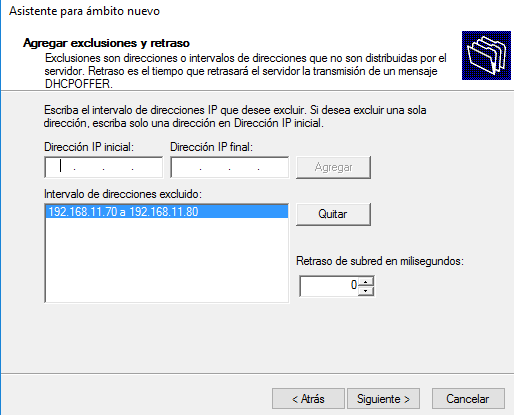 Asistente para ámbito nuevo
Agregar exclusiones y retraso
Exclusiones son direcciones o intervalos de direcciones que no son distribuidas por el
servidor. Retraso es el tiempo que retrasará el servidor la transmisión de un mensaje
DHCPOFFER.
Escriba el intervalo de direcciones IP que desee excluir. Si desea excluir una sola
dirección, escriba solo una dirección en Dirección IP inicial.
Dirección IP inicial: Dirección IP final:
. . . . . . Agregar
Intervalo de direcciones excluido:
192.168.11.70 a 192.168.11.80 Quitar
Retraso de subred en milisegundos:
0
< Atrás Siguiente > Cancelar